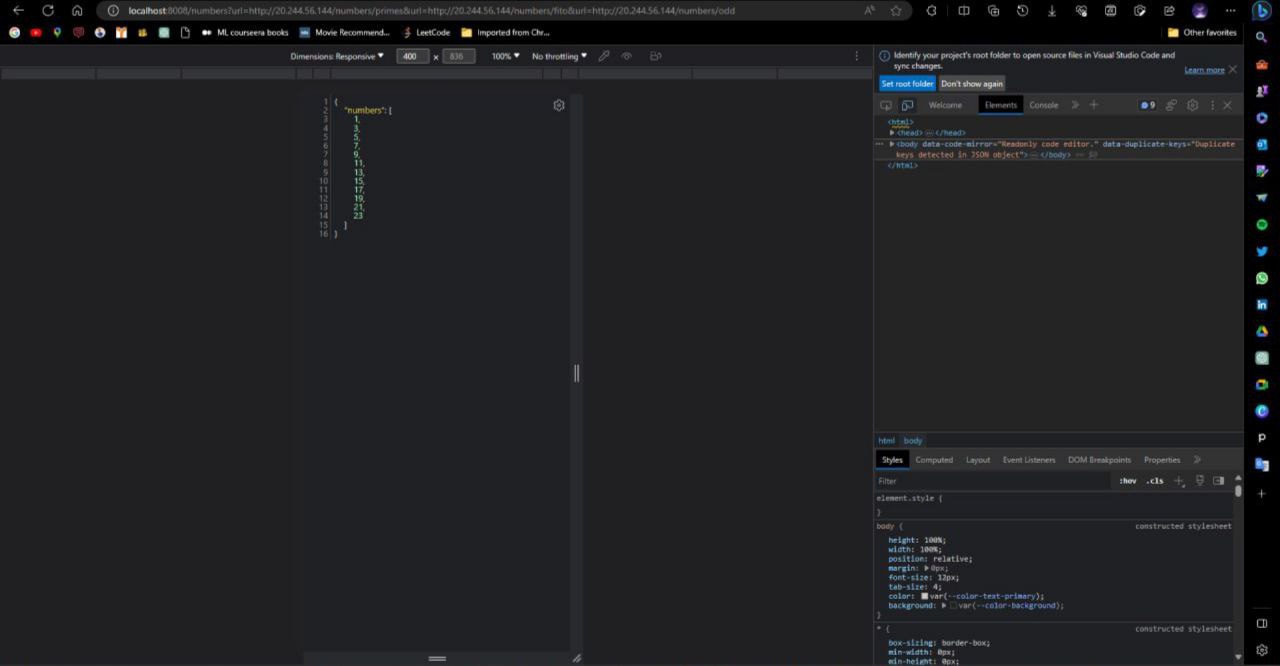 localhost:8008/numbers?url=http://20.244.56.144/numbers/primes&url=http://20.244.56.144/numbers/fito&url=http://20.244.56.144/numbers/odd
ML courseera books
Movie Recommend...
LeetCode
Imported from Chr...
Other favorites
Dimensions: Responsive
400 x 836
100%
No throttling
1 {
2 "numbers": [
3 1,
4 3,
5 5,
6 7,
7 9,
8 11,
9 13,
10 15,
11 17,
12 19,
13 21,
14 23
15 ]
16 }
Identify your project's root folder to open source files in Visual Studio Code and
sync changes.
Learn more
Set root folder
Don't show again
Welcome
Elements
Console
9
<html>
<head> </head>
<body data-code-mirror="Readonly code editor." data-duplicate-keys="Duplicate
keys detected in JSON object"> </body> == $0
</html>
html body
Styles
Computed
Layout
Event Listeners
DOM Breakpoints
Properties
Filter
:hov .cls
element.style {
}
body {
constructed stylesheet
height: 100%;
width: 100%;
position: relative;
margin: 0px;
font-size: 12px;
tab-size: 4;
color: var(--color-text-primary);
background: var(--color-background);
}
* {
constructed stylesheet
box-sizing: border-box;
min-width: 0px;
min-height: 0px;